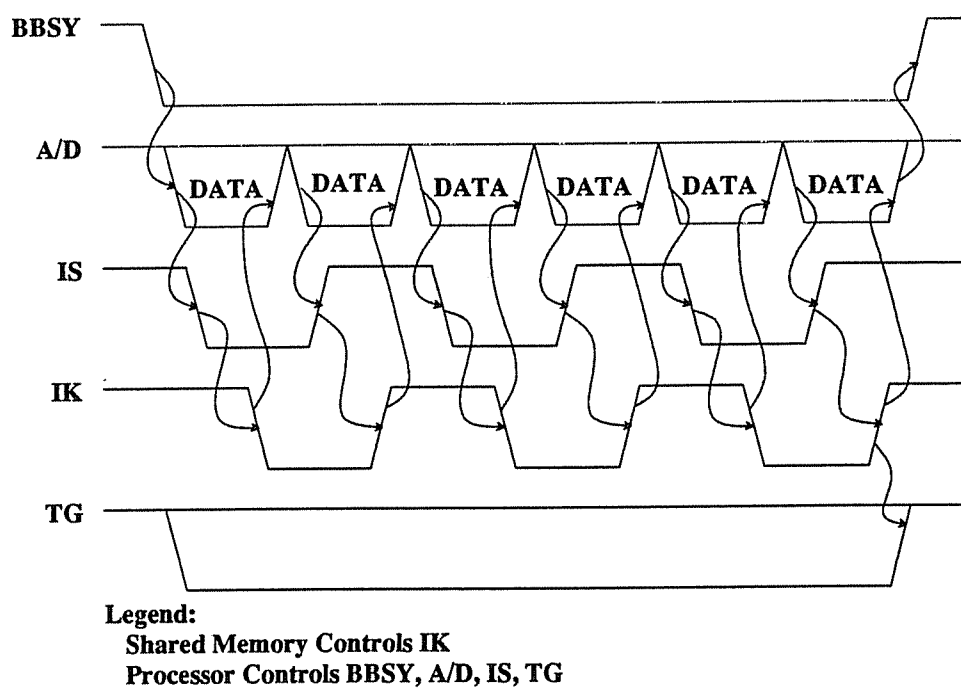 BBSY
A/D
DATA DATA DATA DATA DATA DATA
IS
IK
TG
Legend:
Shared Memory Controls IK
Processor Controls BBSY, A/D, IS, TG